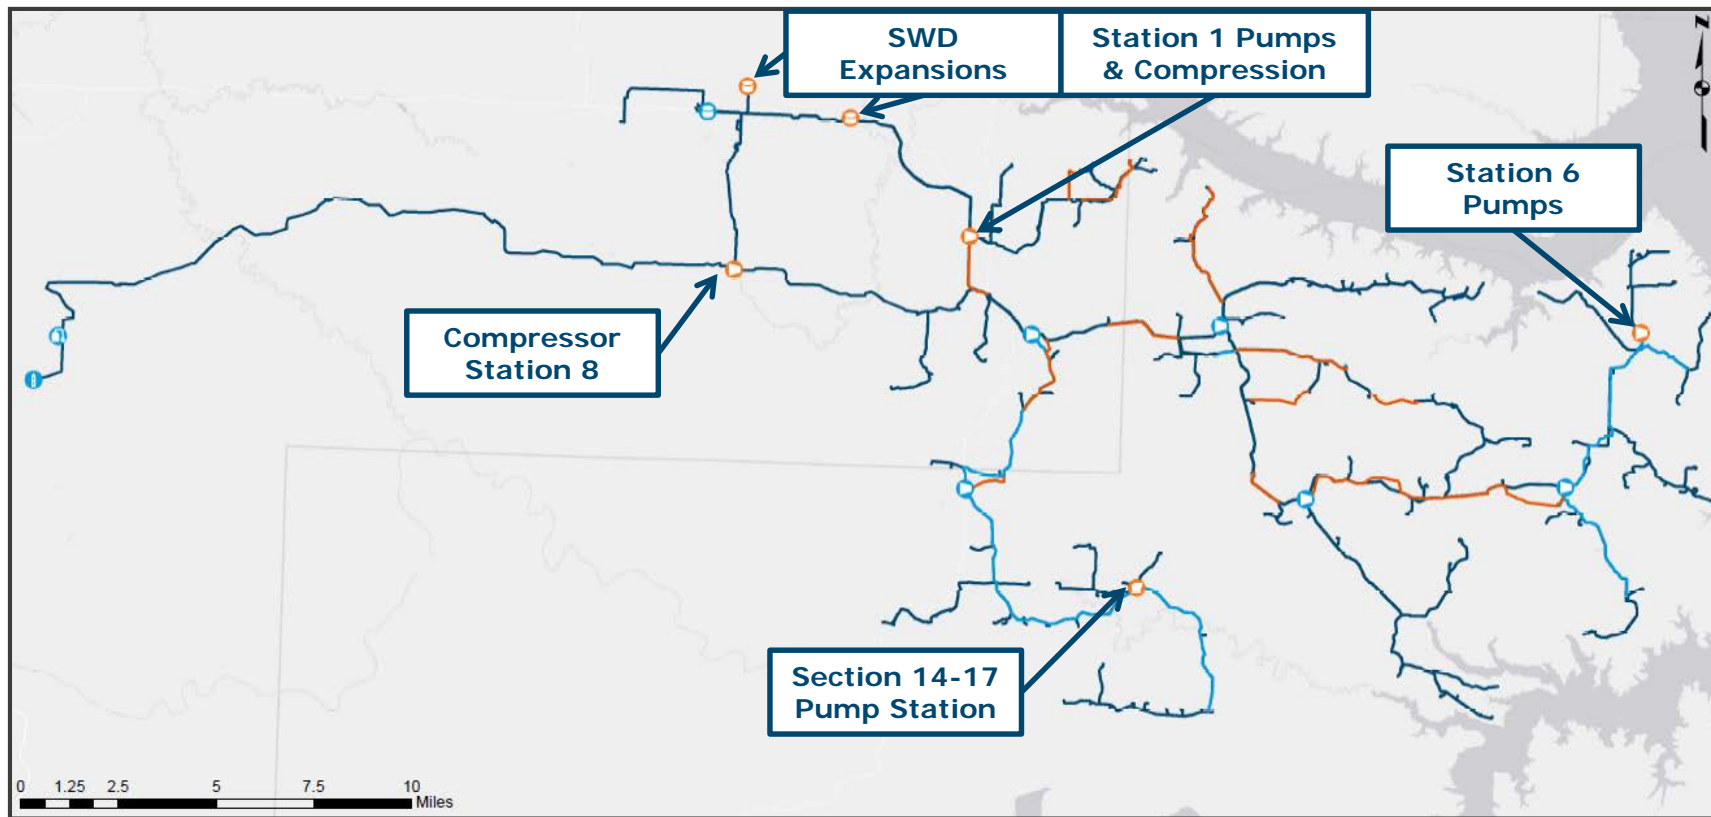 SWD
Expansions
Station 1 Pumps
& Compression
Station 6
Pumps
Compressor
Station 8
Section 14-17
Pump Station
N
0 1.25 2.5 5 7.5 10
Miles